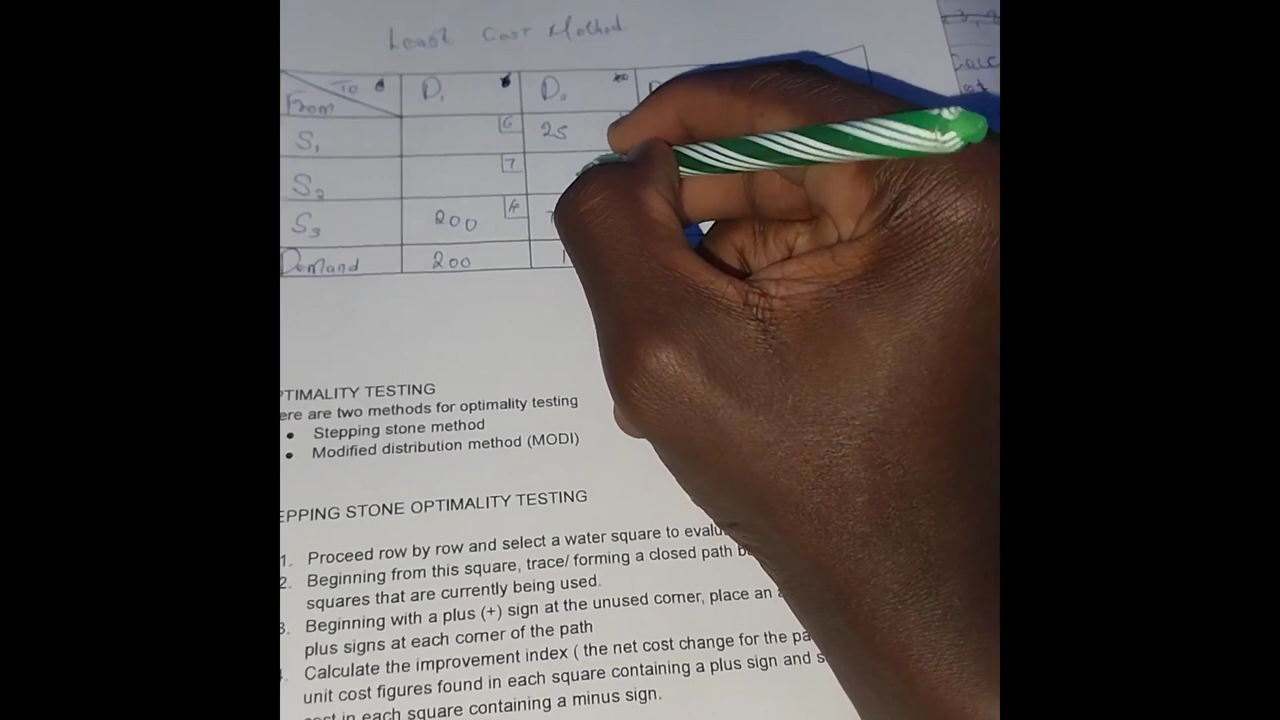 Least Cost Method
To D₁ D₂ D
From
S₁ 6 25
S₂ 7
S₃ 200 4
Demand 200 1
PTIMALITY TESTING
ere are two methods for optimality testing
• Stepping stone method
• Modified distribution method (MODI)
EPPING STONE OPTIMALITY TESTING
1. Proceed row by row and select a water square to evalu
2. Beginning from this square, trace/ forming a closed path b
squares that are currently being used.
3. Beginning with a plus (+) sign at the unused corner, place an
plus signs at each corner of the path
Calculate the improvement index ( the net cost change for the pa
unit cost figures found in each square containing a plus sign and s
cost in each square containing a minus sign.